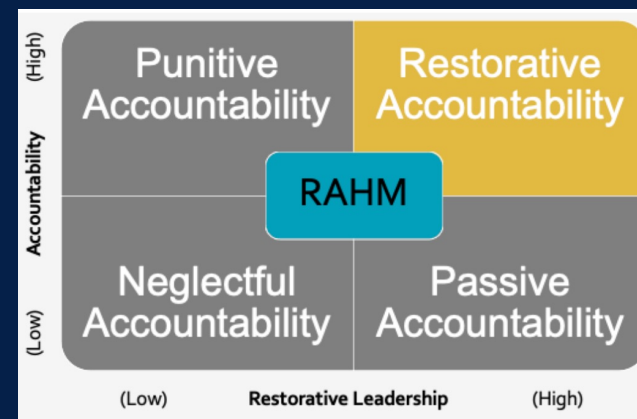 (High)
Accountability
(Low)
Punitive
Accountability
Restorative
Accountability
RAHM
Neglectful
Accountability
Passive
Accountability
(Low)
Restorative Leadership
(High)